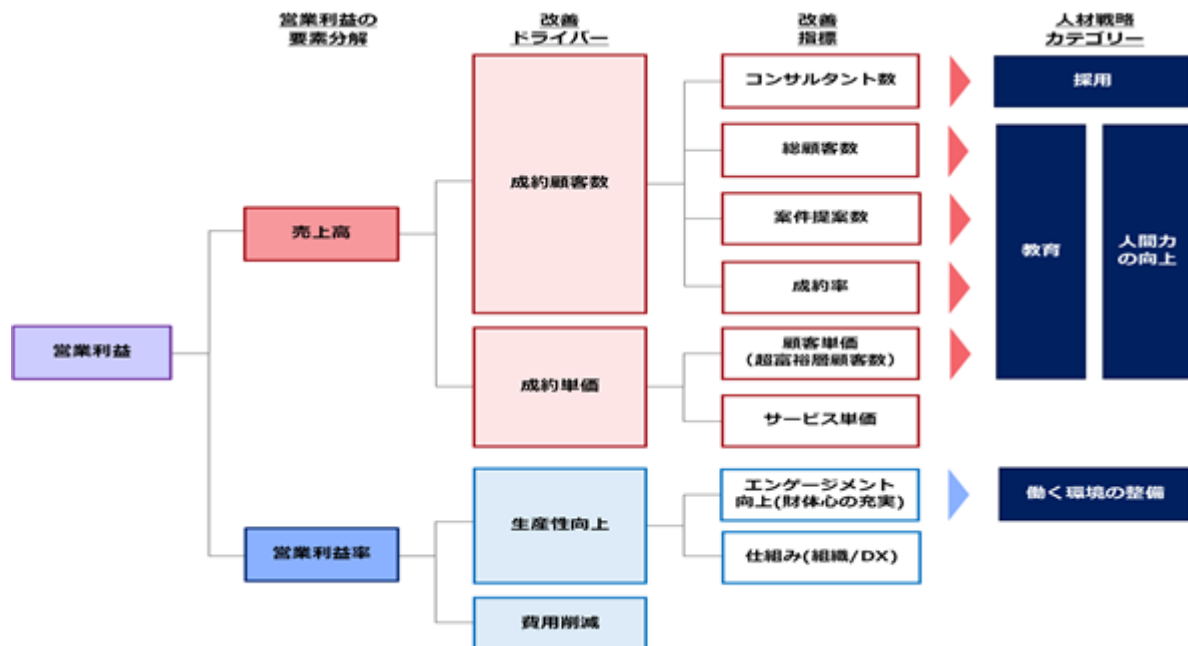 営業利益の
要素分解
改善
ドライバー
改善
指標
人材戦略
カテゴリー
営業利益
売上高
営業利益率
成約顧客数
成約単価
生産性向上
費用削減
コンサルタント数
総顧客数
案件提案数
成約率
顧客単価
(超富裕層顧客数)
サービス単価
エンゲージメント
向上(財体心の充実)
仕組み(組織/DX)
採用
教育
人間力
の向上
働く環境の整備